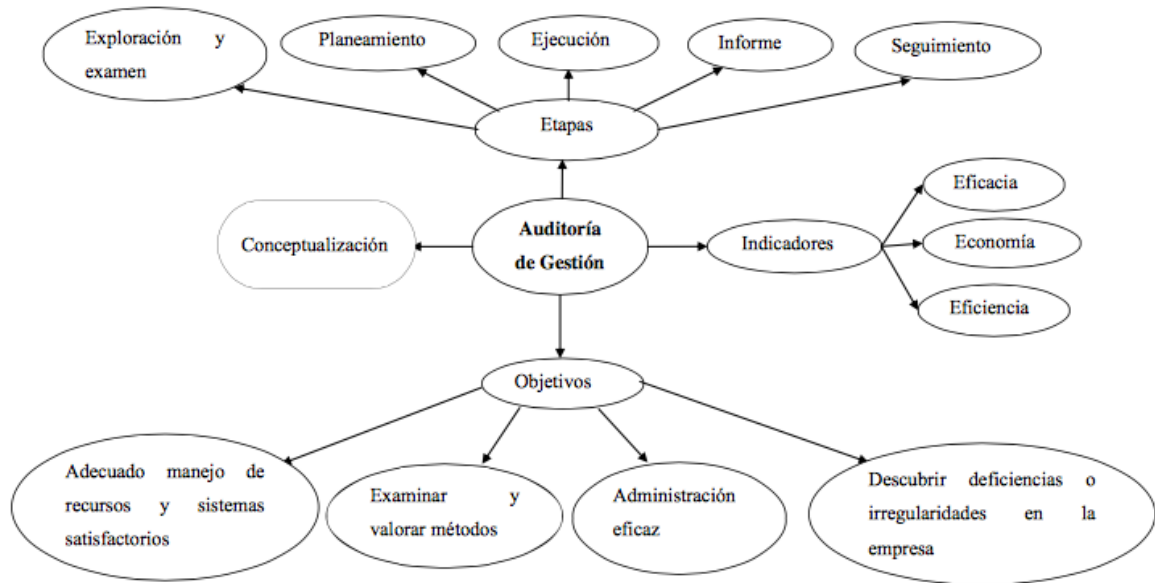 Exploración y
examen
Planeamiento
Ejecución
Informe
Seguimiento
Etapas
Conceptualización
Auditoría
de Gestión
Indicadores
Eficacia
Economía
Eficiencia
Objetivos
Adecuado manejo de
recursos y sistemas
satisfactorios
Examinar y
valorar métodos
Administración
eficaz
Descubrir deficiencias o
irregularidades en la
empresa